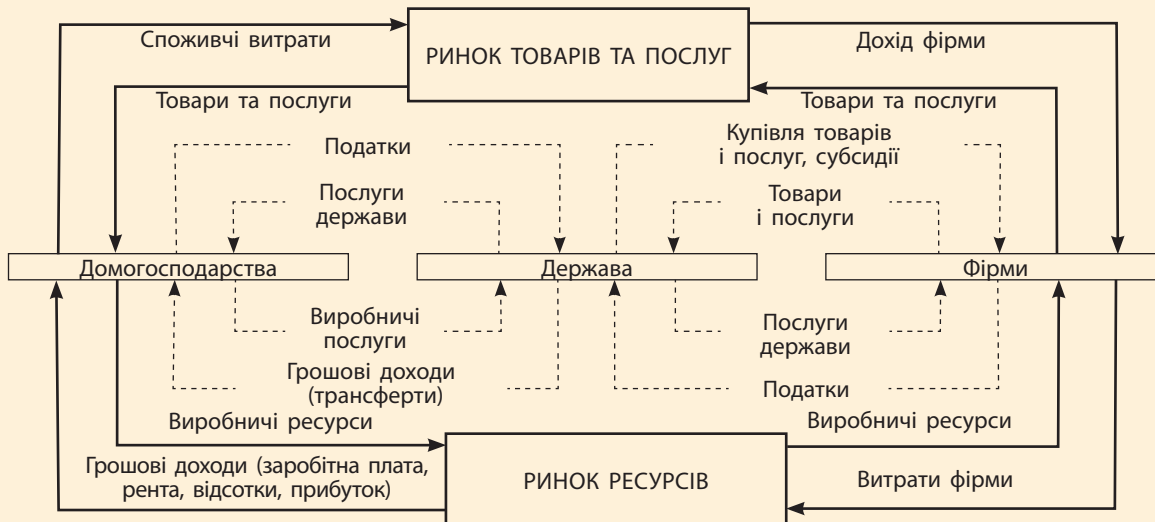 Споживчі витрати
РИНОК ТОВАРІВ ТА ПОСЛУГ
Дохід фірми
Товари та послуги
Товари та послуги
Податки
Купівля товарів
і послуг, субсидії
Послуги
держави
Товари
і послуги
Домогосподарства
Держава
Фірми
Виробничі
послуги
Послуги
держави
Грошові доходи
(трансферти)
Податки
Виробничі ресурси
Виробничі ресурси
Грошові доходи (заробітна плата,
рента, відсотки, прибуток)
РИНОК РЕСУРСІВ
Витрати фірми